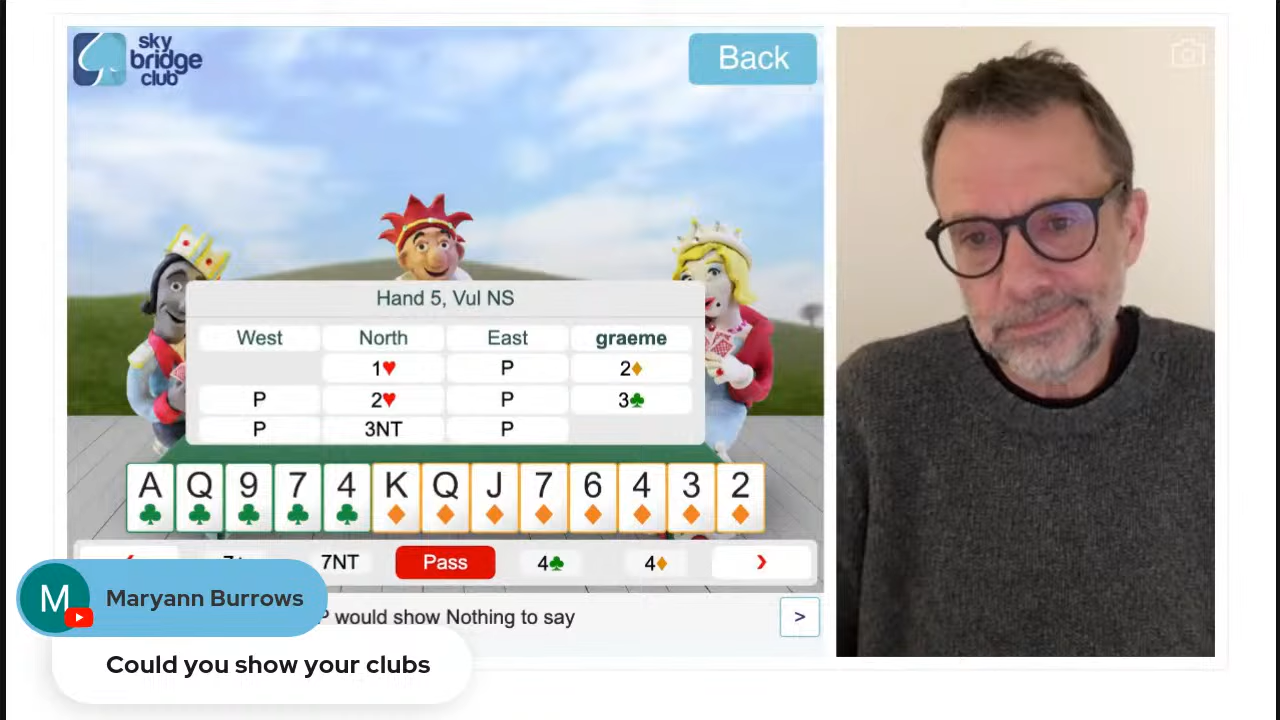 sky
bridge
club
Back
Hand 5, Vul NS
West North East graeme
1♥ P 2♦
P 2♥ P 3♣
P 3NT P
A Q 9 7 4 K Q J 7 6 4 3 2
♣ ♣ ♣ ♣ ♣ ♦ ♦ ♦ ♦ ♦ ♦ ♦ ♦
7NT Pass 4♣ 4♦ ❯
M Maryann Burrows
P would show Nothing to say >
Could you show your clubs